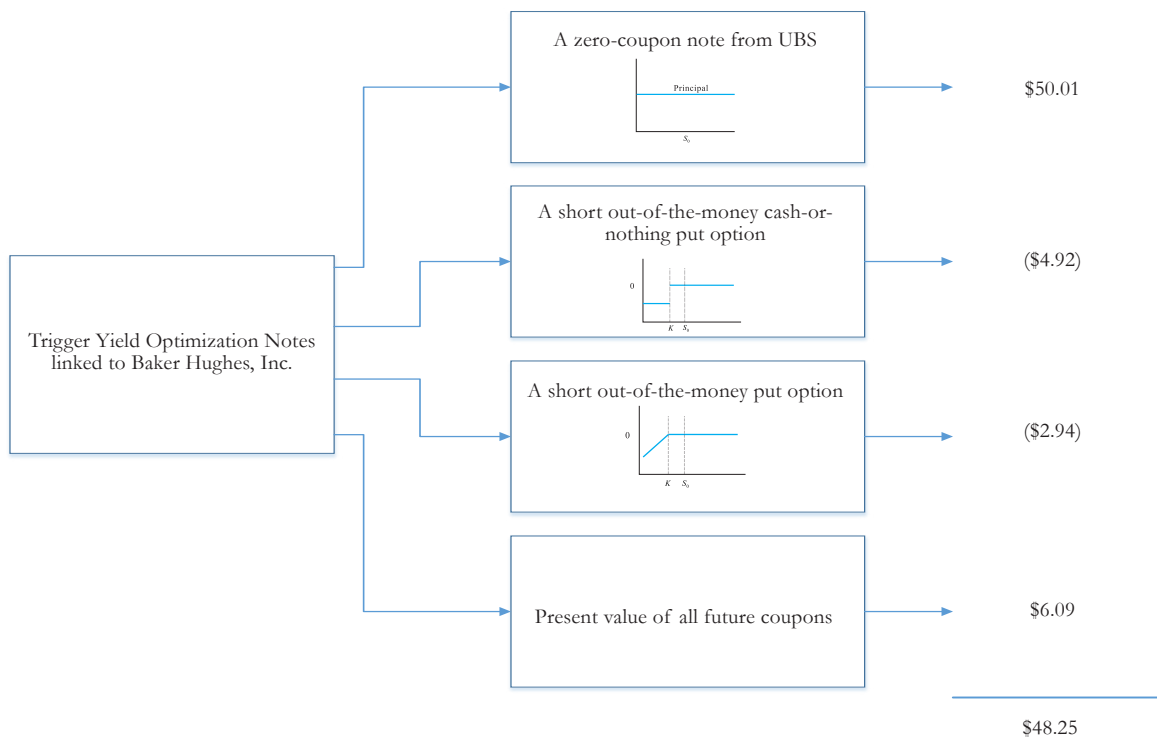 A zero-coupon note from UBS
Principal
S0
$50.01
A short out-of-the-money cash-or-
nothing put option
0
K S0
($4.92)
Trigger Yield Optimization Notes
linked to Baker Hughes, Inc.
A short out-of-the-money put option
0
K S0
($2.94)
Present value of all future coupons
$6.09
$48.25